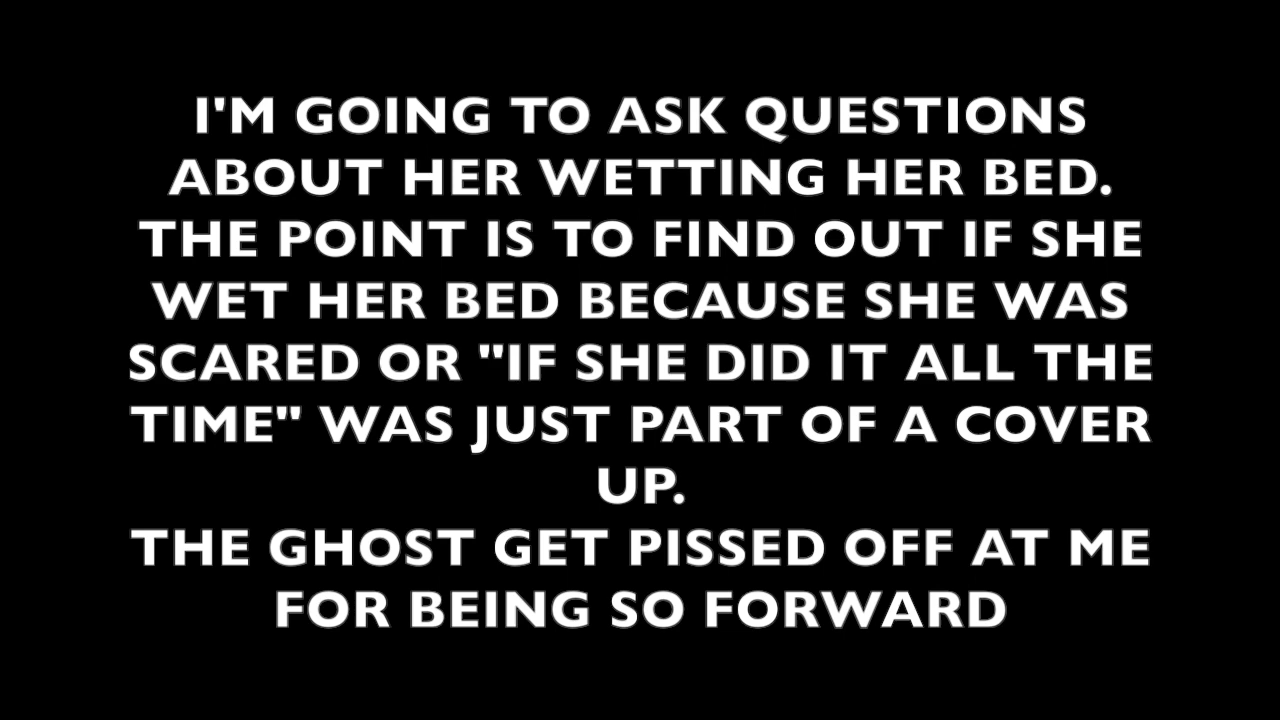 I'M GOING TO ASK QUESTIONS
ABOUT HER WETTING HER BED.
THE POINT IS TO FIND OUT IF SHE
WET HER BED BECAUSE SHE WAS
SCARED OR "IF SHE DID IT ALL THE
TIME" WAS JUST PART OF A COVER
UP.
THE GHOST GET PISSED OFF AT ME
FOR BEING SO FORWARD